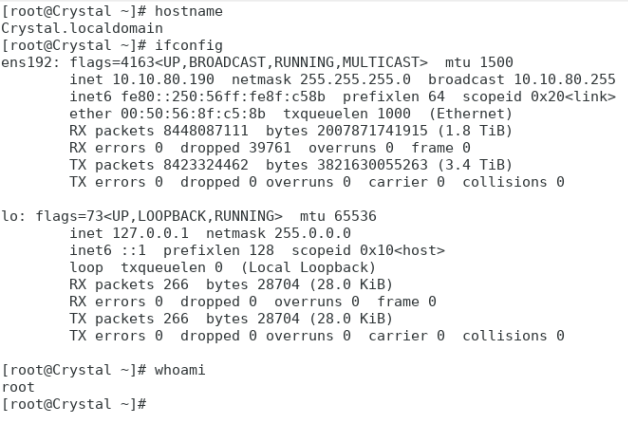 [root@Crystal ~]# hostname
Crystal.localdomain
[root@Crystal ~]# ifconfig
ens192: flags=4163<UP,BROADCAST,RUNNING,MULTICAST>  mtu 1500
        inet 10.10.80.190  netmask 255.255.255.0  broadcast 10.10.80.255
        inet6 fe80::250:56ff:fe8f:c58b  prefixlen 64  scopeid 0x20<link>
        ether 00:50:56:8f:c5:8b  txqueuelen 1000  (Ethernet)
        RX packets 8448087111  bytes 2007871741915 (1.8 TiB)
        RX errors 0  dropped 39761  overruns 0  frame 0
        TX packets 8423324462  bytes 3821630055263 (3.4 TiB)
        TX errors 0  dropped 0 overruns 0  carrier 0  collisions 0

lo: flags=73<UP,LOOPBACK,RUNNING>  mtu 65536
        inet 127.0.0.1  netmask 255.0.0.0
        inet6 ::1  prefixlen 128  scopeid 0x10<host>
        loop  txqueuelen 0  (Local Loopback)
        RX packets 266  bytes 28704 (28.0 KiB)
        RX errors 0  dropped 0  overruns 0  frame 0
        TX packets 266  bytes 28704 (28.0 KiB)
        TX errors 0  dropped 0 overruns 0  carrier 0  collisions 0

[root@Crystal ~]# whoami
root
[root@Crystal ~]#